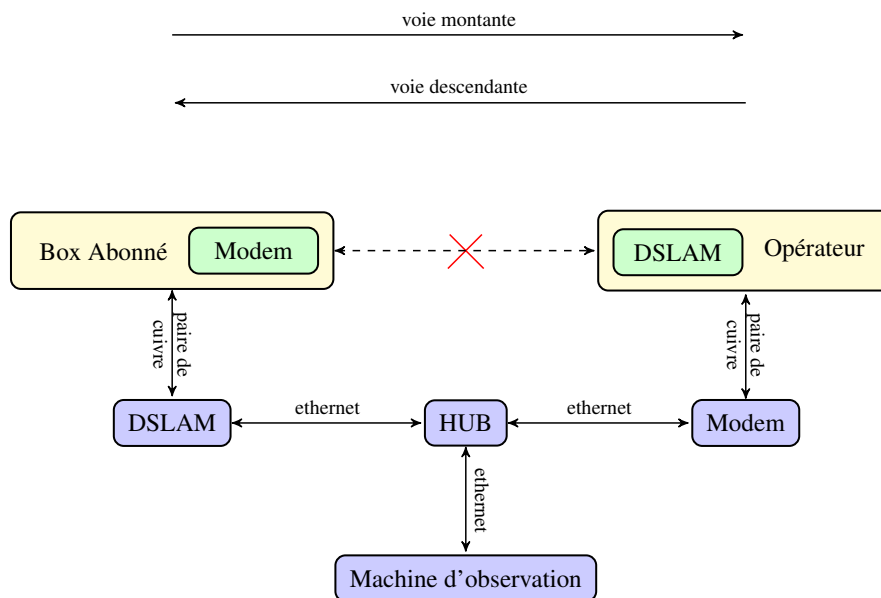 voie montante
voie descendante
Box Abonné
Modem
DSLAM
Opérateur
paire de
cuivre
paire de
cuivre
DSLAM
ethernet
HUB
ethernet
Modem
ethernet
Machine d'observation